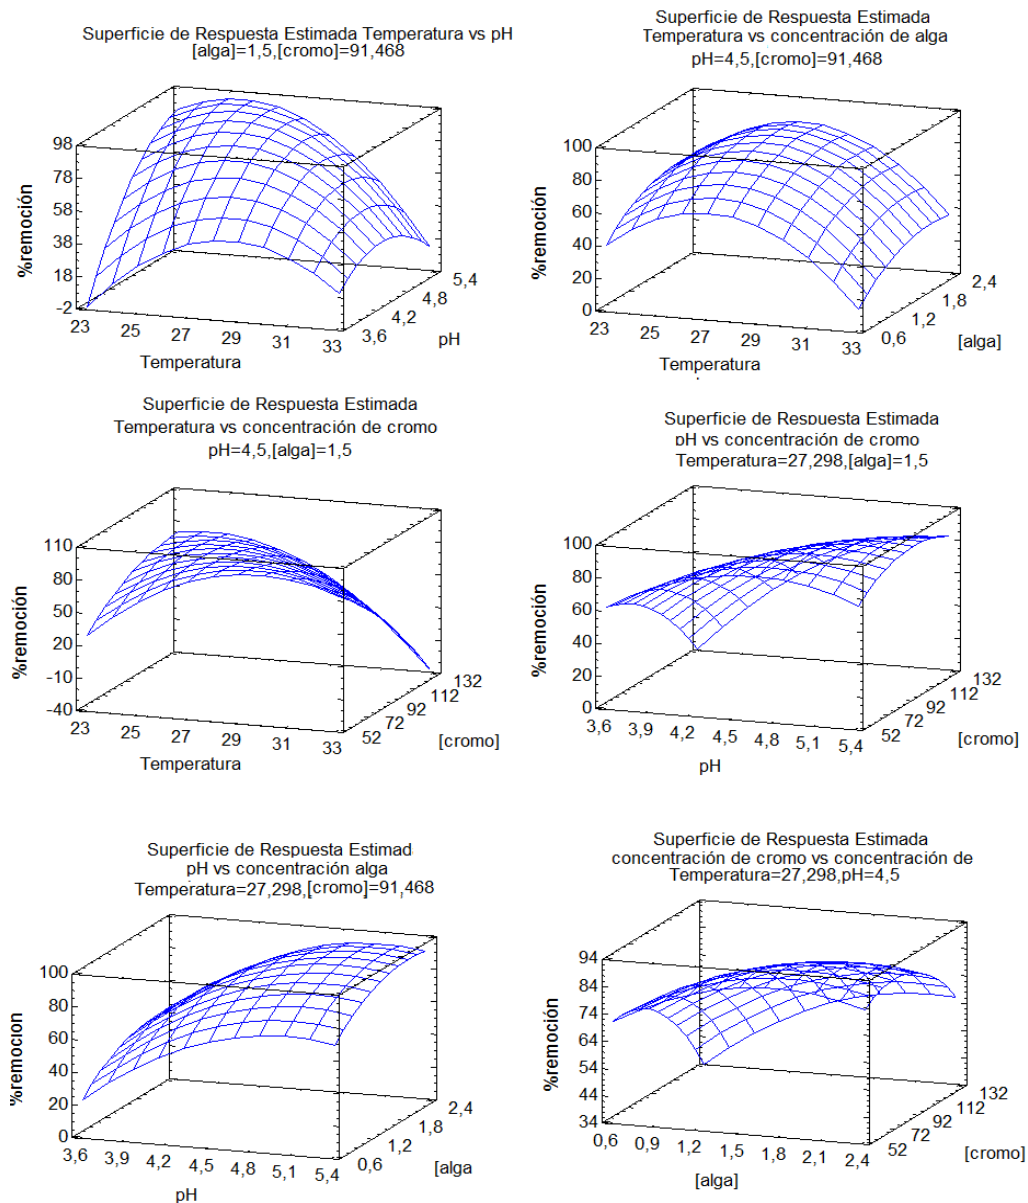 Superficie de Respuesta Estimada Temperatura vs pH
[alga]=1,5,[cromo]=91,468
98
78
58
38
18
-2
%remoción
23 25 27 29 31 33
Temperatura
3,6 4,2 4,8 5,4
pH
Superficie de Respuesta Estimada
Temperatura vs concentración de alga
pH=4,5,[cromo]=91,468
100
80
60
40
20
0
%remoción
23 25 27 29 31 33
Temperatura
0,6 1,2 1,8 2,4
[alga]
Superficie de Respuesta Estimada
Temperatura vs concentración de cromo
pH=4,5,[alga]=1,5
110
80
50
20
-10
-40
%remoción
23 25 27 29 31 33
Temperatura
52 72 92 112 132
[cromo]
Superficie de Respuesta Estimada
pH vs concentración de cromo
Temperatura=27,298,[alga]=1,5
100
80
60
40
20
0
%remoción
3,6 3,9 4,2 4,5 4,8 5,1 5,4
pH
52 72 92 112 132
[cromo]
Superficie de Respuesta Estimad
pH vs concentración alga
Temperatura=27,298,[cromo]=91,468
100
80
60
40
20
0
%remocion
3,6 3,9 4,2 4,5 4,8 5,1 5,4
pH
0,6 1,2 1,8 2,4
[alga
Superficie de Respuesta Estimada
concentración de cromo vs concentración de
Temperatura=27,298,pH=4,5
94
84
74
64
54
44
34
%remoción
0,6 0,9 1,2 1,5 1,8 2,1 2,4
[alga]
52 72 92 112 132
[cromo]